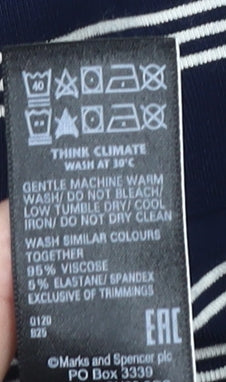 40
THINK CLIMATE
WASH AT 30°C
GENTLE MACHINE WARM
WASH/ DO NOT BLEACH/
LOW TUMBLE DRY/ COOL
IRON/ DO NOT DRY CLEAN
WASH SIMILAR COLOURS
TOGETHER
95% VISCOSE
5% ELASTANE/ SPANDEX
EXCLUSIVE OF TRIMMINGS
0120
B25
EAC
©Marks and Spencer plc
PO Box 3339